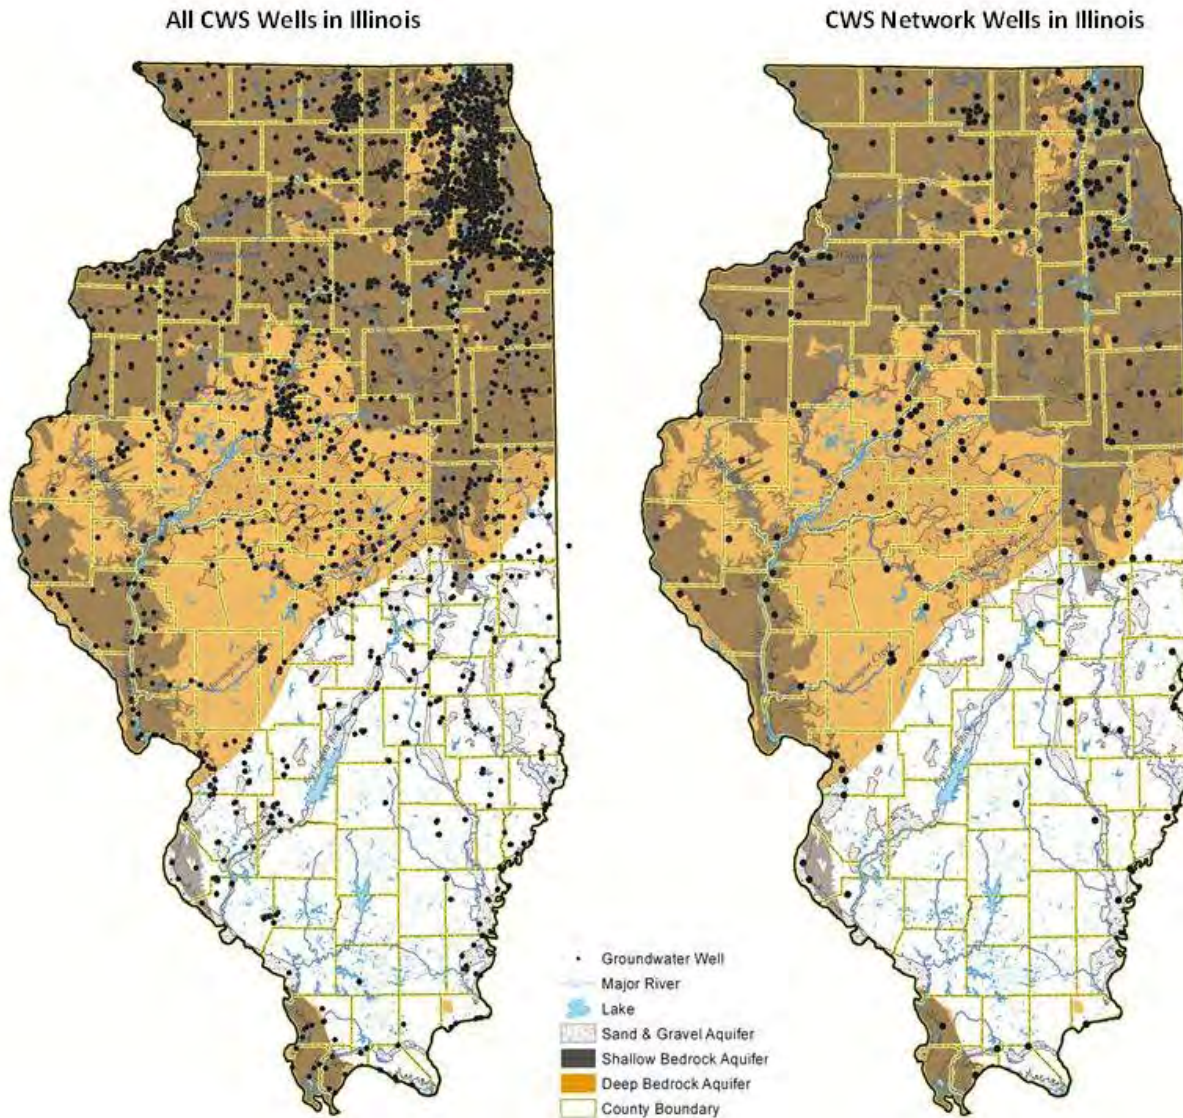 All CWS Wells in Illinois
CWS Network Wells in Illinois
Groundwater Well
Major River
Lake
Sand & Gravel Aquifer
Shallow Bedrock Aquifer
Deep Bedrock Aquifer
County Boundary